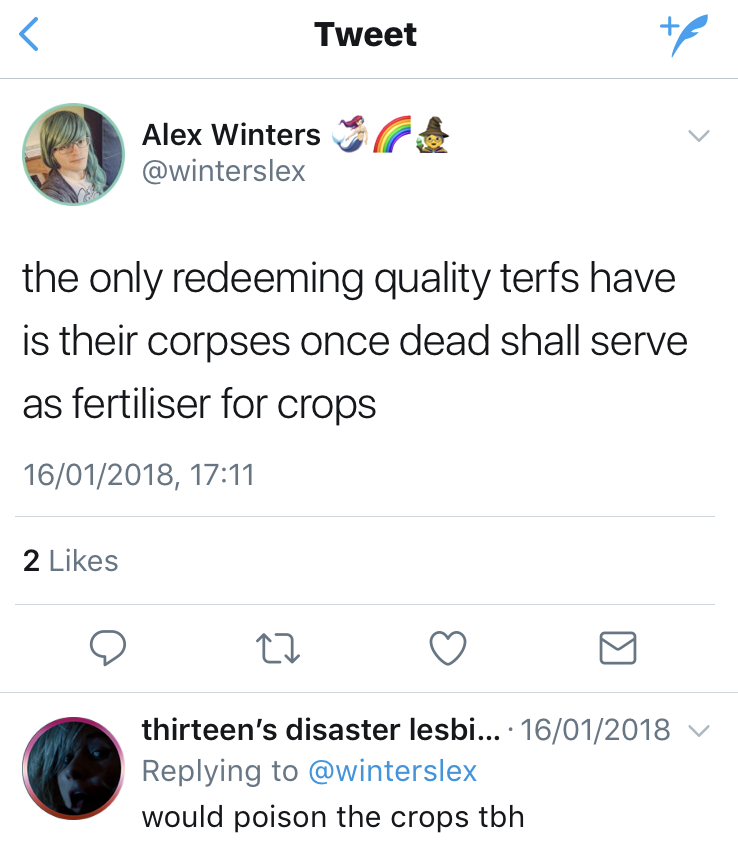 Tweet
Alex Winters 🧜🏻‍♀️🌈🧙
@winterslex
the only redeeming quality terfs have
is their corpses once dead shall serve
as fertiliser for crops
16/01/2018, 17:11
2 Likes
thirteen’s disaster lesbi... · 16/01/2018
Replying to @winterslex
would poison the crops tbh